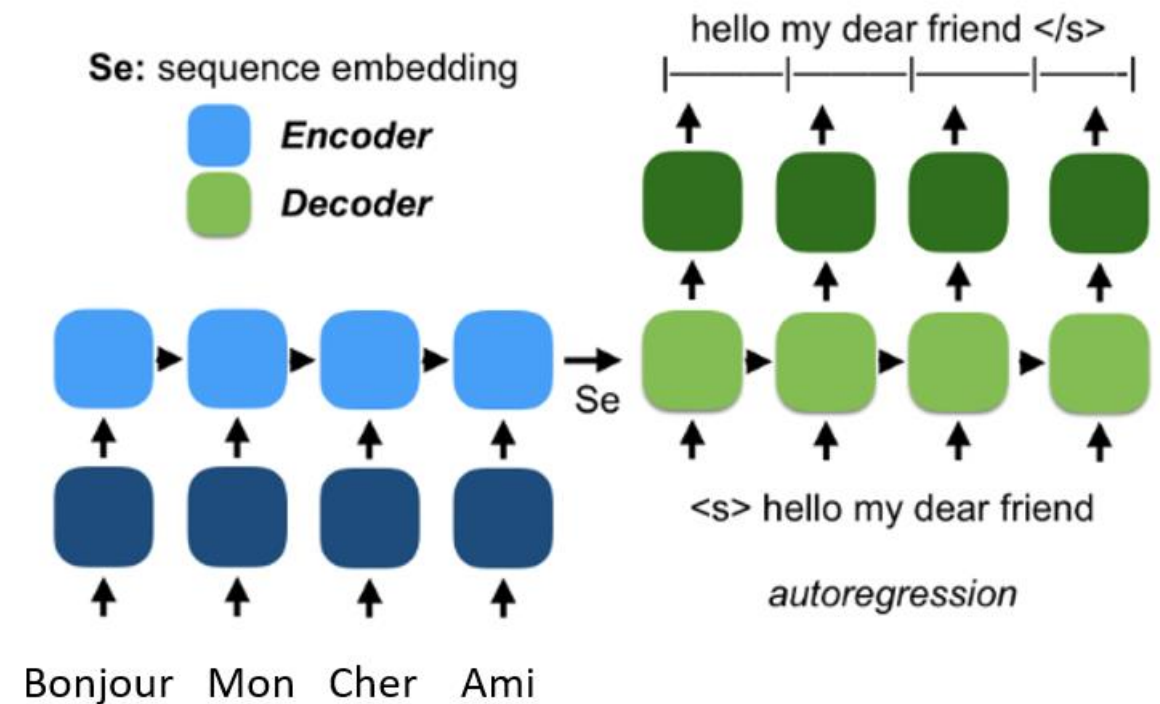 Se: sequence embedding
Encoder
Decoder
hello my dear friend </s>
Se
<s> hello my dear friend
autoregression
Bonjour Mon Cher Ami